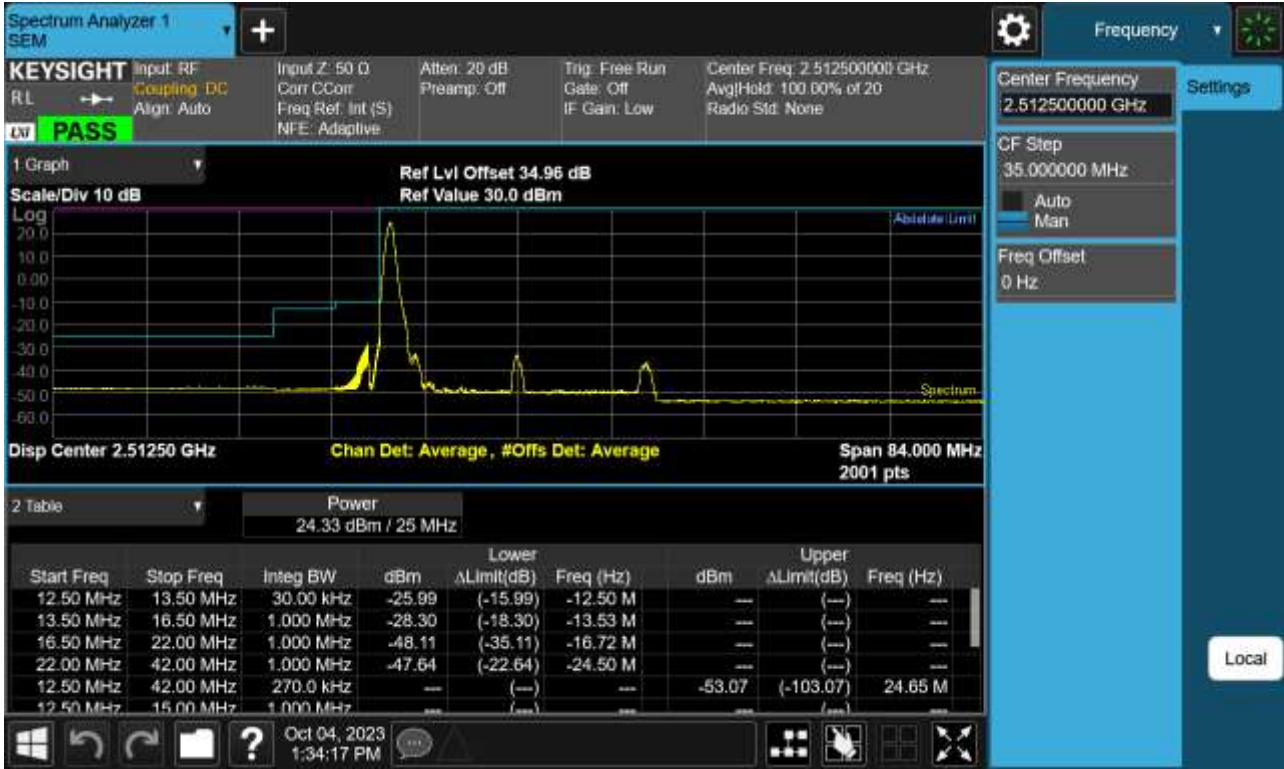 Spectrum Analyzer 1
SEM
+
Frequency
KEYSIGHT
RL
LXI
PASS
Input: RF
Coupling: DC
Align: Auto
Input Z: 50 Ω
Corr CCorr
Freq Ref: Int (S)
NFE: Adaptive
Atten: 20 dB
Preamp: Off
Trig: Free Run
Gate: Off
IF Gain: Low
Center Freq: 2.512500000 GHz
Avg|Hold: 100.00% of 20
Radio Std: None
Center Frequency
2.512500000 GHz
Settings
CF Step
35.000000 MHz
Auto
Man
Freq Offset
0 Hz
1 Graph
Scale/Div 10 dB
Ref Lvl Offset 34.96 dB
Ref Value 30.0 dBm
Log
Absolute Limit
20.0
10.0
0.00
-10.0
-20.0
-30.0
-40.0
-50.0
-60.0
Spectrum
Disp Center 2.51250 GHz
Chan Det: Average, #Offs Det: Average
Span 84.000 MHz
2001 pts
2 Table
Power
24.33 dBm / 25 MHz
Lower Upper
Start Freq Stop Freq Integ BW dBm ΔLimit(dB) Freq (Hz) dBm ΔLimit(dB) Freq (Hz)
12.50 MHz 13.50 MHz 30.00 kHz -25.99 (-15.99) -12.50 M --- (---) ---
13.50 MHz 16.50 MHz 1.000 MHz -28.30 (-18.30) -13.53 M --- (---) ---
16.50 MHz 22.00 MHz 1.000 MHz -48.11 (-35.11) -16.72 M --- (---) ---
22.00 MHz 42.00 MHz 1.000 MHz -47.64 (-22.64) -24.50 M --- (---) ---
12.50 MHz 42.00 MHz 270.0 kHz --- (---) --- -53.07 (-103.07) 24.65 M
12.50 MHz 15.00 MHz 1.000 MHz --- (---) --- --- (---) ---
Local
?
Oct 04, 2023
1:34:17 PM